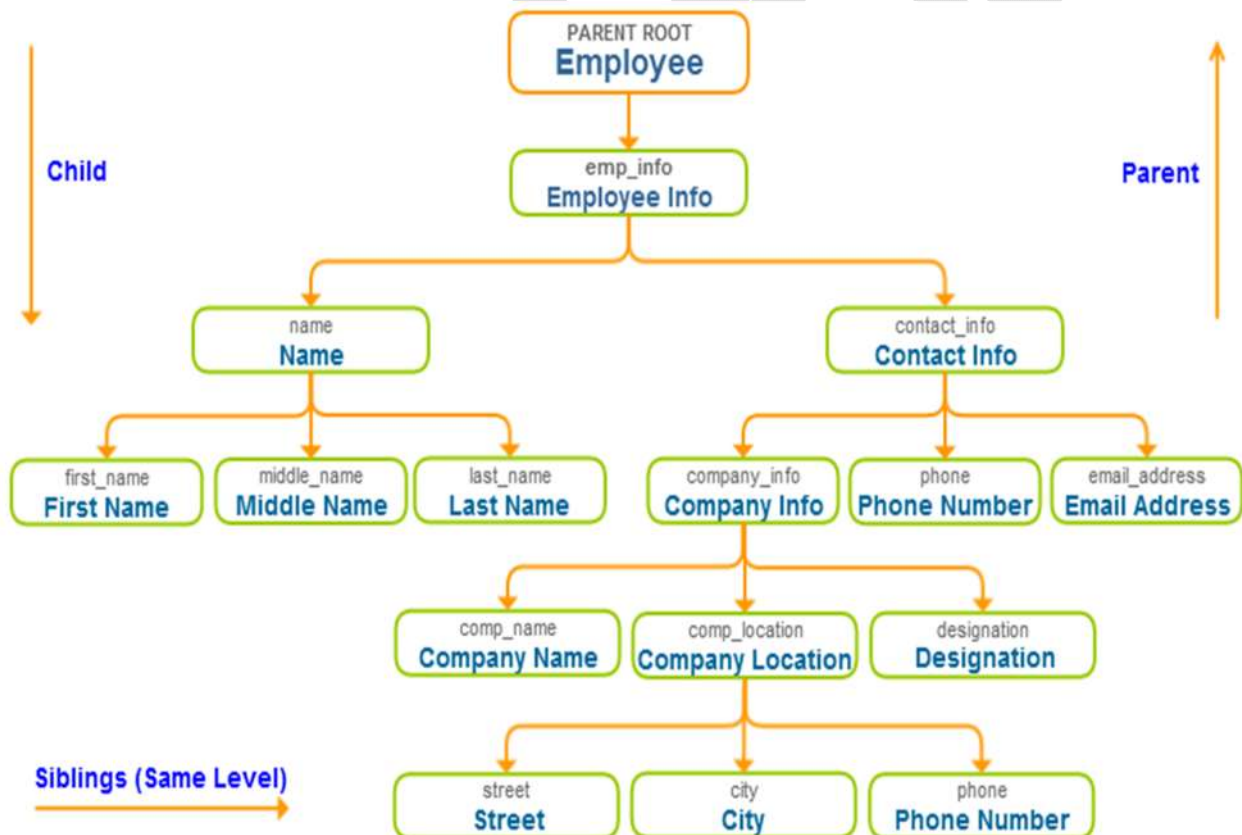 PARENT ROOT
Employee
Child
Parent
emp_info
Employee Info
name
Name
contact_info
Contact Info
first_name
First Name
middle_name
Middle Name
last_name
Last Name
company_info
Company Info
phone
Phone Number
email_address
Email Address
comp_name
Company Name
comp_location
Company Location
designation
Designation
Siblings (Same Level)
street
Street
city
City
phone
Phone Number